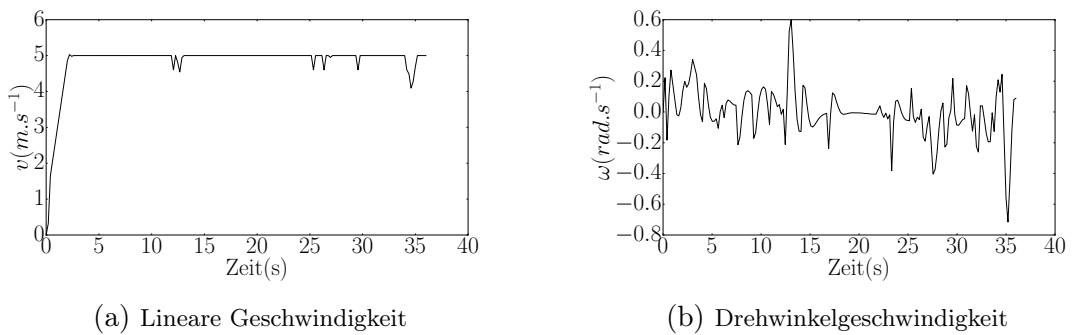 6
5
4
3
2
1
0
v(m.s⁻¹)
0 5 10 15 20 25 30 35 40
Zeit(s)
(a) Lineare Geschwindigkeit
0.6
0.4
0.2
0.0
−0.2
−0.4
−0.6
−0.8
ω(rad.s⁻¹)
0 5 10 15 20 25 30 35 40
Zeit(s)
(b) Drehwinkelgeschwindigkeit